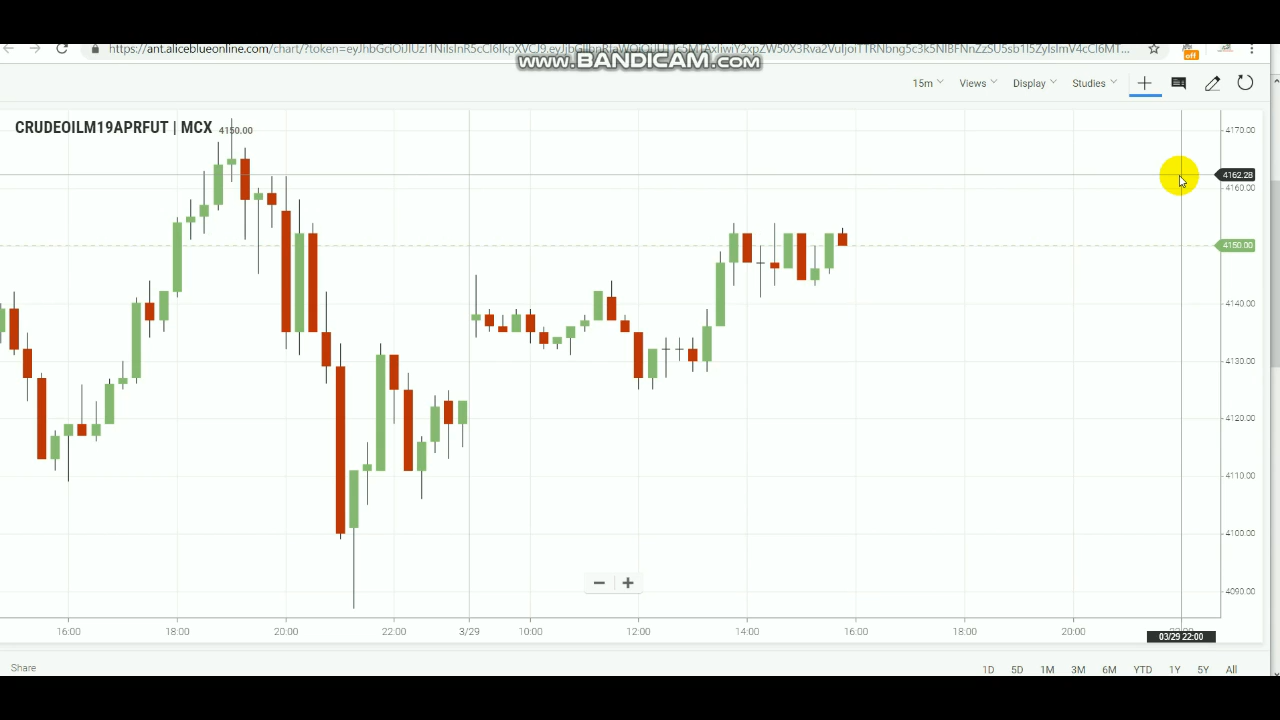 www.BANDICAM.com
off
15m Views Display Studies
CRUDEOILM19APRFUT | MCX 4150.00
4170.00
4162.28
4160.00
4150.00
4140.00
4130.00
4120.00
4110.00
4100.00
4090.00
16:00 18:00 20:00 22:00 3/29 10:00 12:00 14:00 16:00 18:00 20:00
03/29 22:00
Share 1D 5D 1M 3M 6M YTD 1Y 5Y All